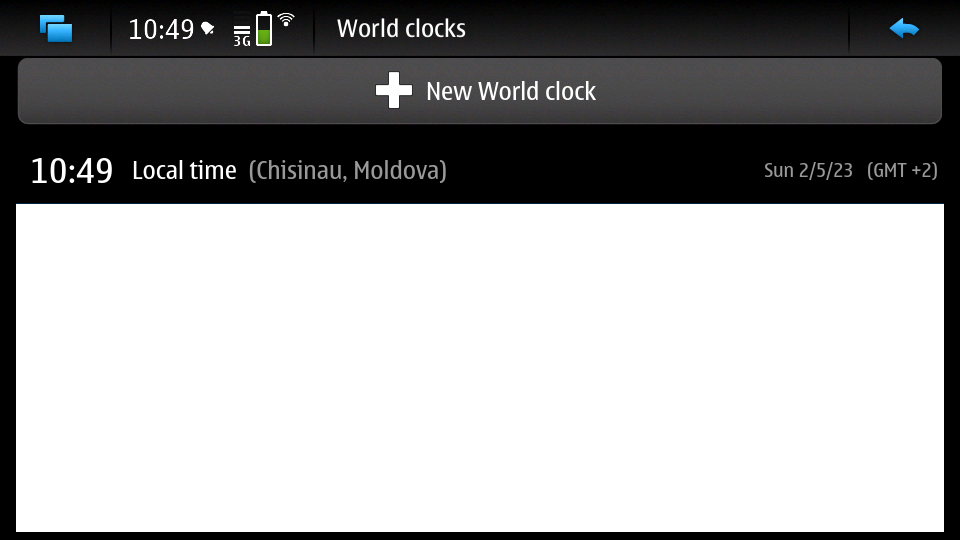 10:49 3G World clocks
New World clock
10:49 Local time (Chisinau, Moldova) Sun 2/5/23 (GMT +2)